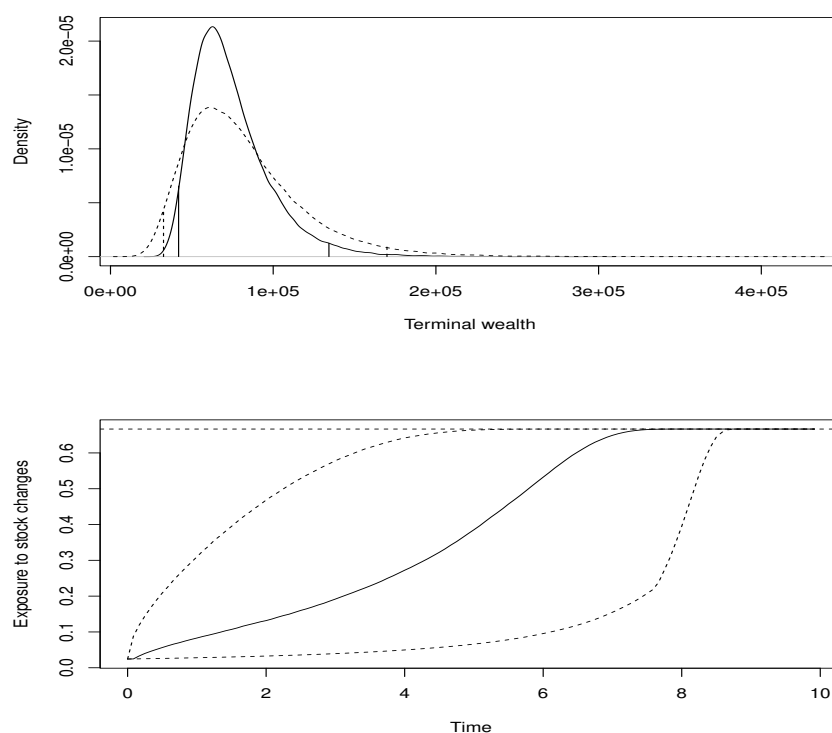 Density
2.0e-05
1.0e-05
0.0e+00
0e+00 1e+05 2e+05 3e+05 4e+05
Terminal wealth
Exposure to stock changes
0.6
0.5
0.4
0.3
0.2
0.1
0.0
0 2 4 6 8 10
Time